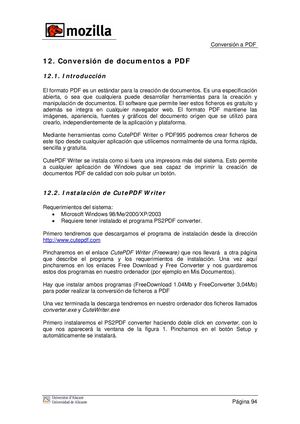 mozilla
Conversión a PDF
12. Conversión de documentos a PDF
12.1. Introducción
El formato PDF es un estándar para la creación de documentos. Es una especificación
abierta, o sea que cualquiera puede desarrollar herramientas para la creación y
manipulación de documentos. El software que permite leer estos ficheros es gratuito y
además se integra en cualquier navegador web. El formato PDF mantiene las
imágenes, apariencia, fuentes y gráficos del documento origen que se utilizó para
crearlo, independientemente de la aplicación y plataforma.
Mediante herramientas como CutePDF Writer o PDF995 podremos crear ficheros de
este tipo desde cualquier aplicación que utilicemos normalmente de una forma rápida,
sencilla y gratuita.
CutePDF Writer se instala como si fuera una impresora más del sistema. Esto permite
a cualquier aplicación de Windows que sea capaz de imprimir la creación de
documentos PDF de calidad con solo pulsar un botón.
12.2. Instalación de CutePDF Writer
Requerimientos del sistema:
• Microsoft Windows 98/Me/2000/XP/2003
• Requiere tener instalado el programa PS2PDF converter.
Primero tendremos que descargarnos el programa de instalación desde la dirección
http://www.cutepdf.com
Pincharemos en el enlace CutePDF Writer (Freeware) que nos llevará a otra página
que describe el programa y los requerimientos de instalación. Una vez aquí
pincharemos en los enlaces Free Download y Free Converter y nos guardaremos
estos dos programas en nuestro ordenador (por ejemplo en Mis Documentos).
Hay que instalar ambos programas (FreeDownload 1.04Mb y FreeConverter 3,04Mb)
para poder realizar la conversión de ficheros a PDF
Una vez terminada la descarga tendremos en nuestro ordenador dos ficheros llamados
converter.exe y CuteWriter.exe
Primero instalaremos el PS2PDF converter haciendo doble click en converter, con lo
que nos aparecerá la ventana de la figura 1. Pinchamos en el botón Setup y
automáticamente se instalará.
Universitat d'Alacant
Universidad de Alicante
Página 94